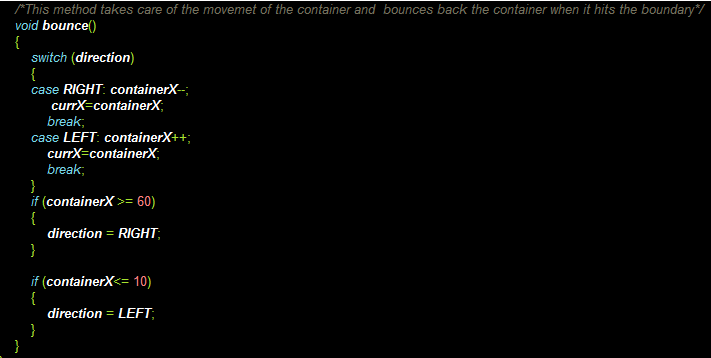 /*This method takes care of the movemet of the container and  bounces back the container when it hits the boundary*/
void bounce()
{
    switch (direction)
    {
    case RIGHT: containerX--;
         currX=containerX;
        break;
    case LEFT: containerX++;
        currX=containerX;
        break;
    }
    if (containerX >= 60)
    {
        direction = RIGHT;
    }

    if (containerX<= 10)
    {
        direction = LEFT;
    }
}